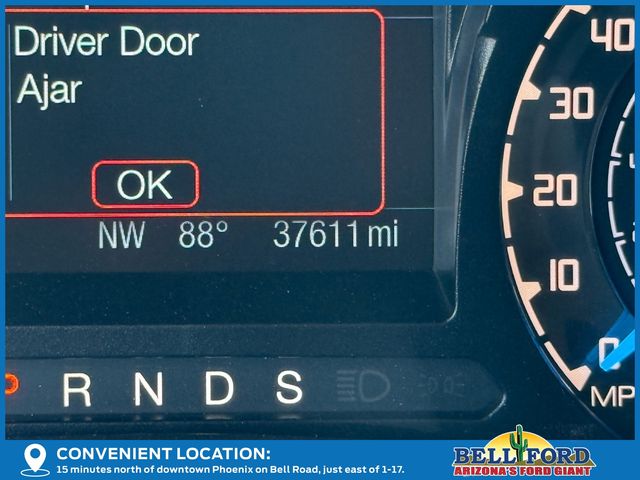 Driver Door
Ajar
OK
NW 88° 37611 mi
40
30
20
10
0
MP
R N D S
CONVENIENT LOCATION:
15 minutes north of downtown Phoenix on Bell Road, just east of 1-17.
BELL FORD
ARIZONA'S FORD GIANT